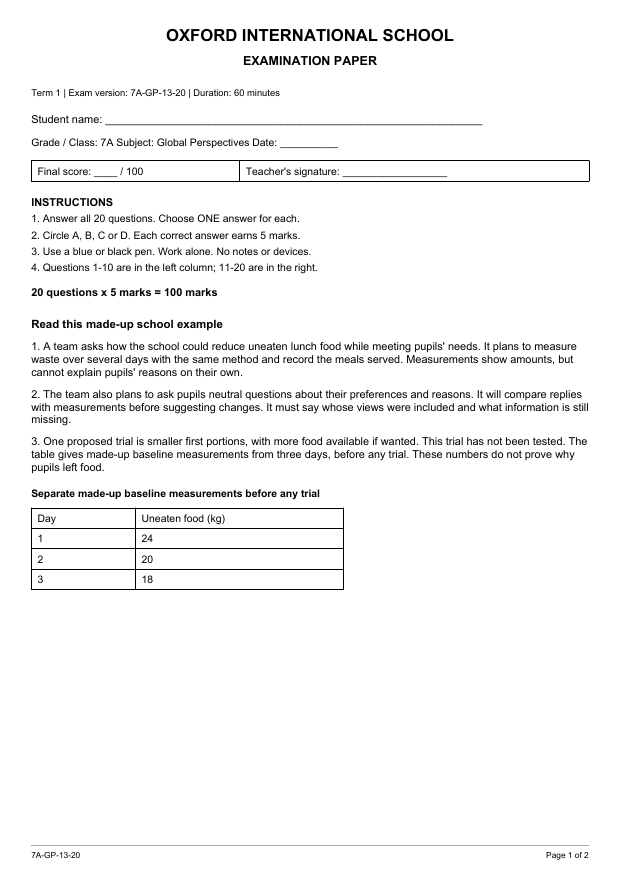 OXFORD INTERNATIONAL SCHOOL
EXAMINATION PAPER
Term 1 | Exam version: 7A-GP-13-20 | Duration: 60 minutes
Student name: _________________________________________________________________
Grade / Class: 7A Subject: Global Perspectives Date: __________
Final score: ____ / 100
Teacher's signature: __________________
INSTRUCTIONS
1. Answer all 20 questions. Choose ONE answer for each.
2. Circle A, B, C or D. Each correct answer earns 5 marks.
3. Use a blue or black pen. Work alone. No notes or devices.
4. Questions 1-10 are in the left column; 11-20 are in the right.
20 questions x 5 marks = 100 marks
Read this made-up school example
1. A team asks how the school could reduce uneaten lunch food while meeting pupils' needs. It plans to measure
waste over several days with the same method and record the meals served. Measurements show amounts, but
cannot explain pupils' reasons on their own.
2. The team also plans to ask pupils neutral questions about their preferences and reasons. It will compare replies
with measurements before suggesting changes. It must say whose views were included and what information is still
missing.
3. One proposed trial is smaller first portions, with more food available if wanted. This trial has not been tested. The
table gives made-up baseline measurements from three days, before any trial. These numbers do not prove why
pupils left food.
Separate made-up baseline measurements before any trial
Day Uneaten food (kg)
1 24
2 20
3 18
7A-GP-13-20
Page 1 of 2